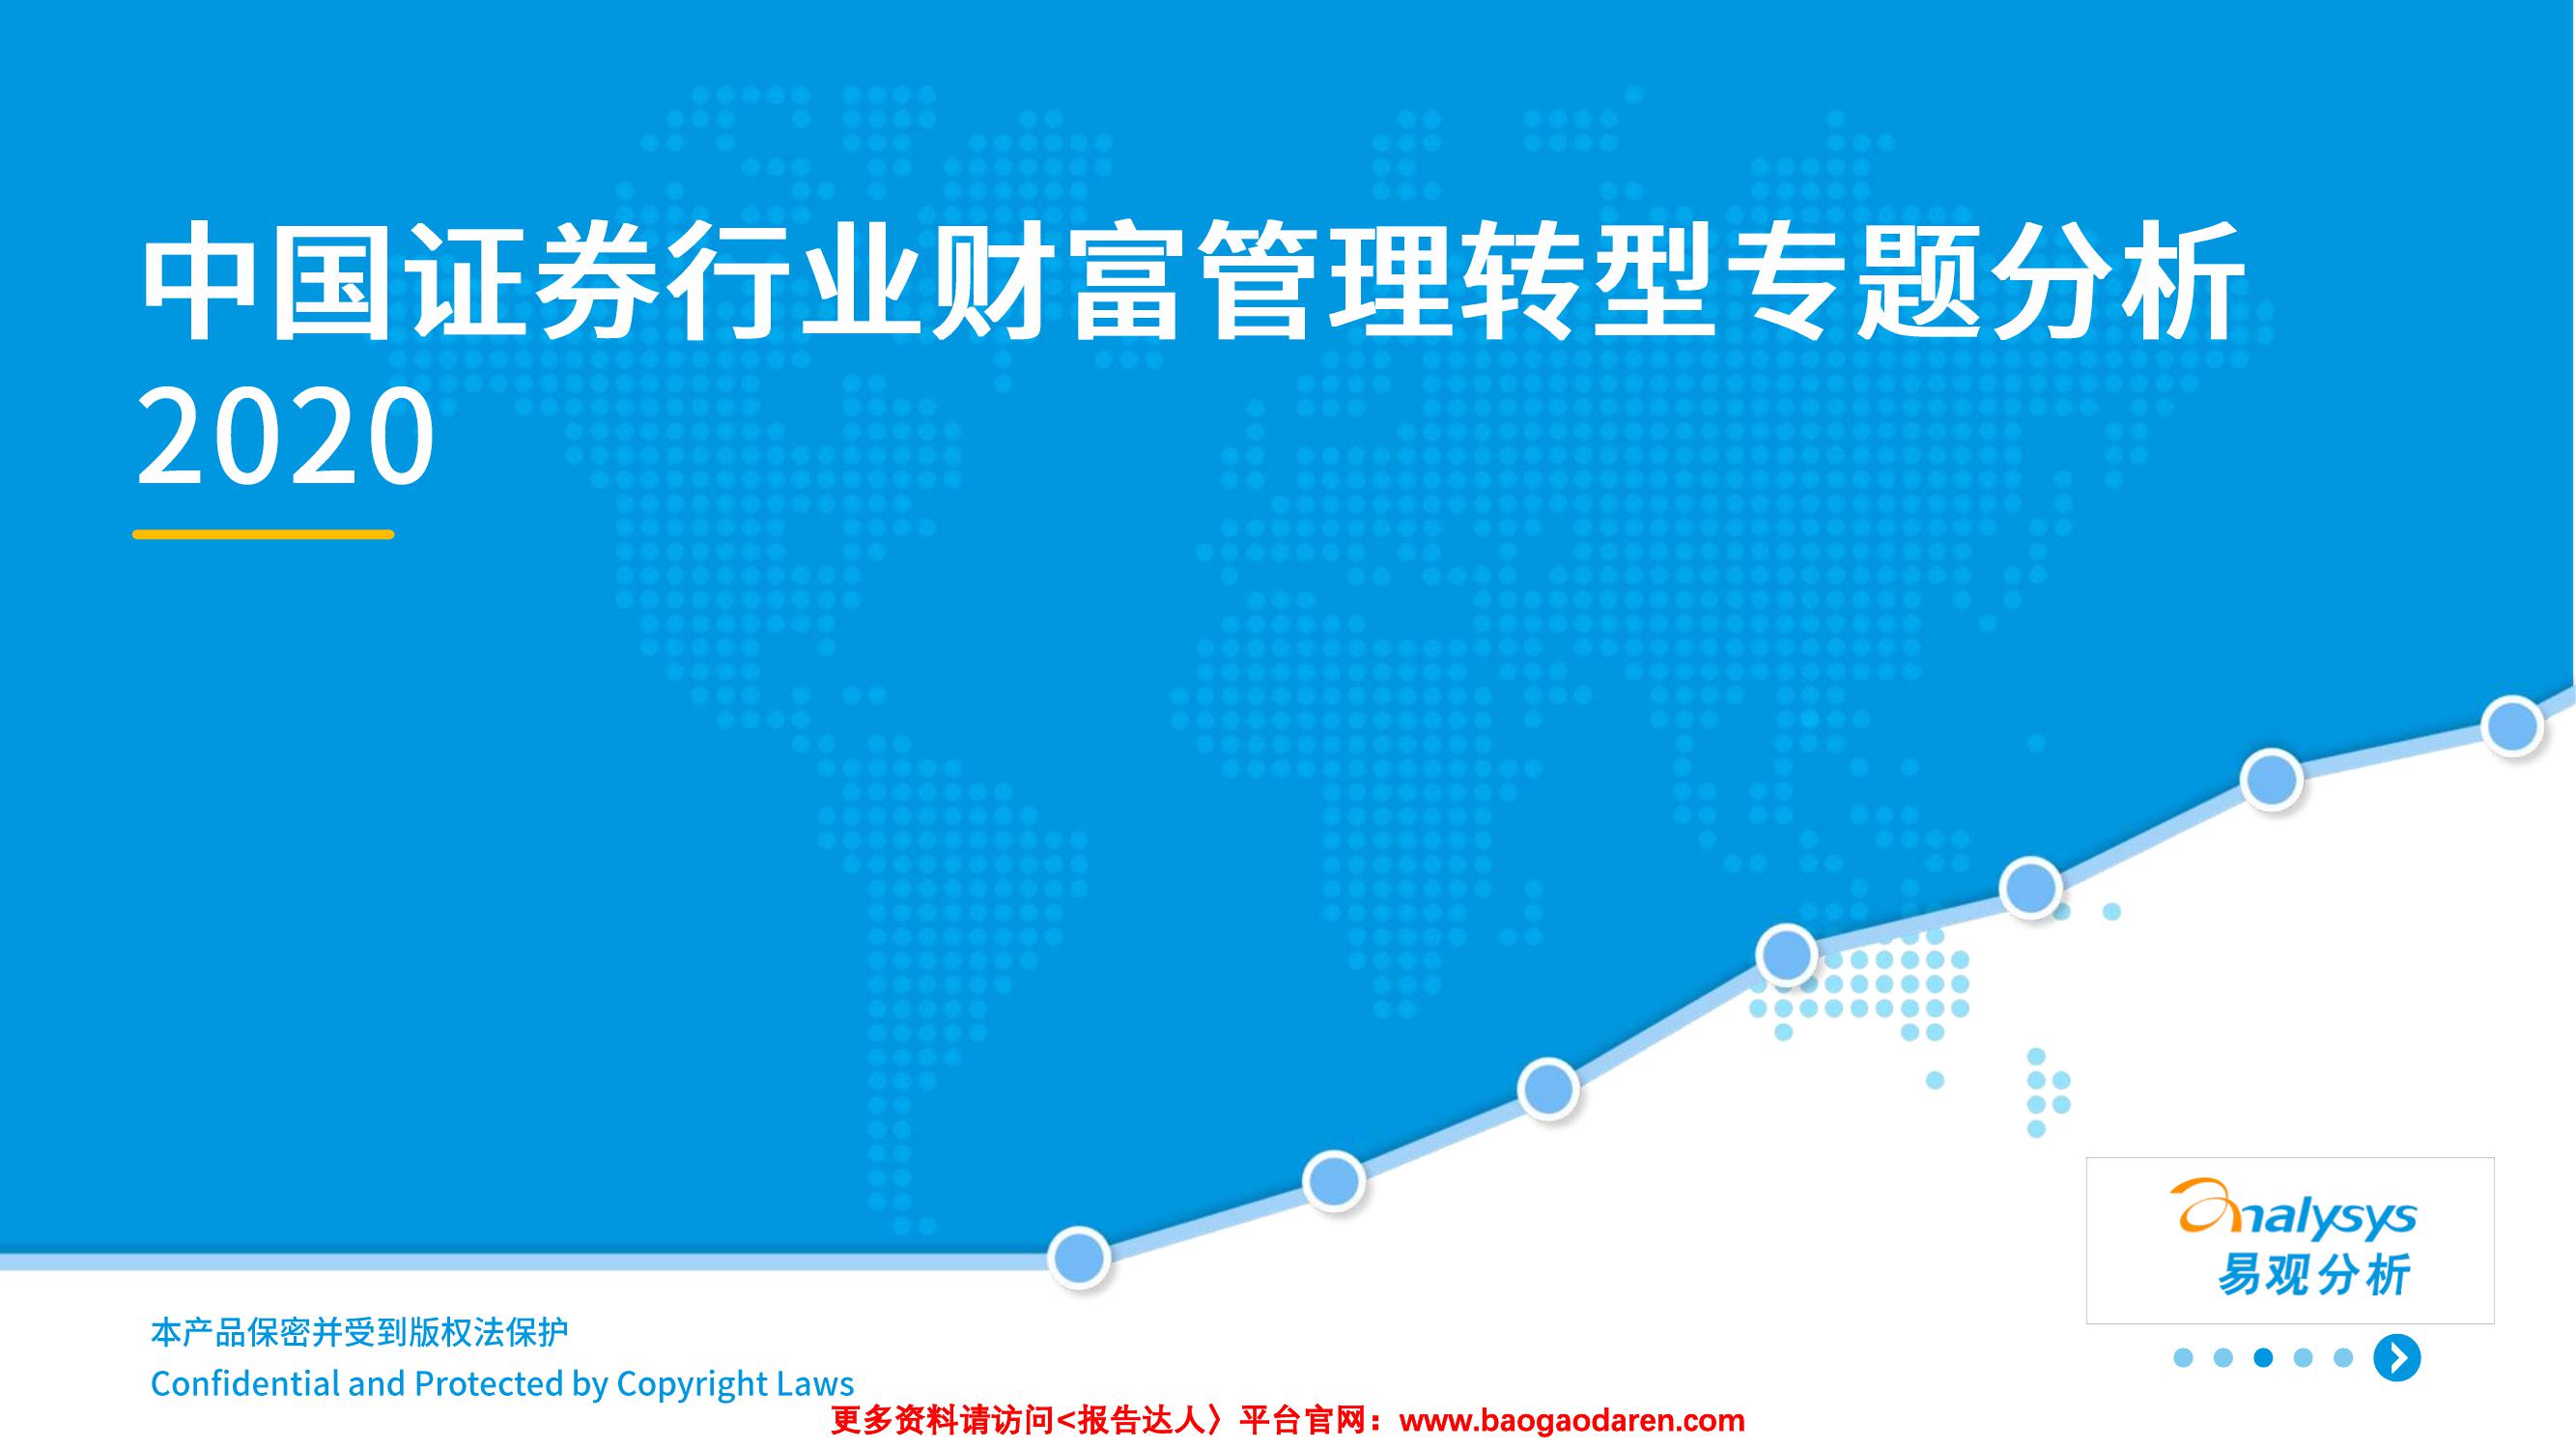 中国证券行业财富管理转型专题分析
2020
analysys
易观分析
本产品保密并受到版权法保护
Confidential and Protected by Copyright Laws
更多资料请访问<报告达人〉平台官网：www.baogaodaren.com